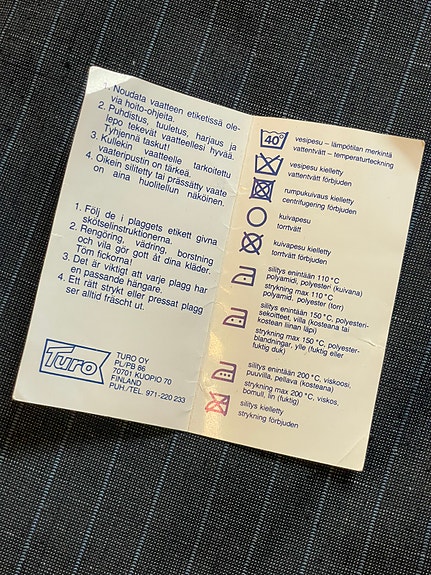 1. Noudata vaatteen etiketissä ole-
via hoito-ohjeita.
2. Puhdistus, tuuletus, harjaus ja
lepo tekevät vaatteellesi hyvää.
Tyhjennä taskut!
3. Kullekin vaatteelle tarkoitettu
vaateripustin on tärkeä.
4. Oikein silitetty tai prässätty vaate
on aina huolitellun näköinen.
1. Följ de i plaggets etikett givna
skötselinstruktionerna.
2. Rengöring, vädring, borstning
och vila gör gott åt dina kläder.
Töm fickorna!
3. Det är viktigt att varje plagg har
en passande hängare.
4. Ett rätt strykt eller pressat plagg
ser alltid fräscht ut.
Turo
TURO OY
PL/PB 86
70701 KUOPIO 70
FINLAND
PUH./TEL. 971-220 233
40°
vesipesu – lämpötilan merkintä
vattentvätt – temperaturteckning
vesipesu kielletty
vattentvätt förbjuden
rumpukuivaus kielletty
centrifugering förbjuden
kuivapesu
torrtvätt
kuivapesu kielletty
torrtvätt förbjuden
silitys enintään 110°C
polyamidi, polyesteri (kuivana)
strykning max 110°C
polyamid, polyester (torr)
silitys enintään 150°C, polyesteri-
sekoitteet, villa (kosteana tai
kostean liinan läpi)
strykning max 150°C, polyester-
blandningar, ylle (fuktig eller
fuktig duk)
silitys enintään 200°C, viskoosi,
puuvilla, pellava (kosteana)
strykning max 200°C, viskos,
bomull, lin (fuktig)
silitys kielletty
strykning förbjuden